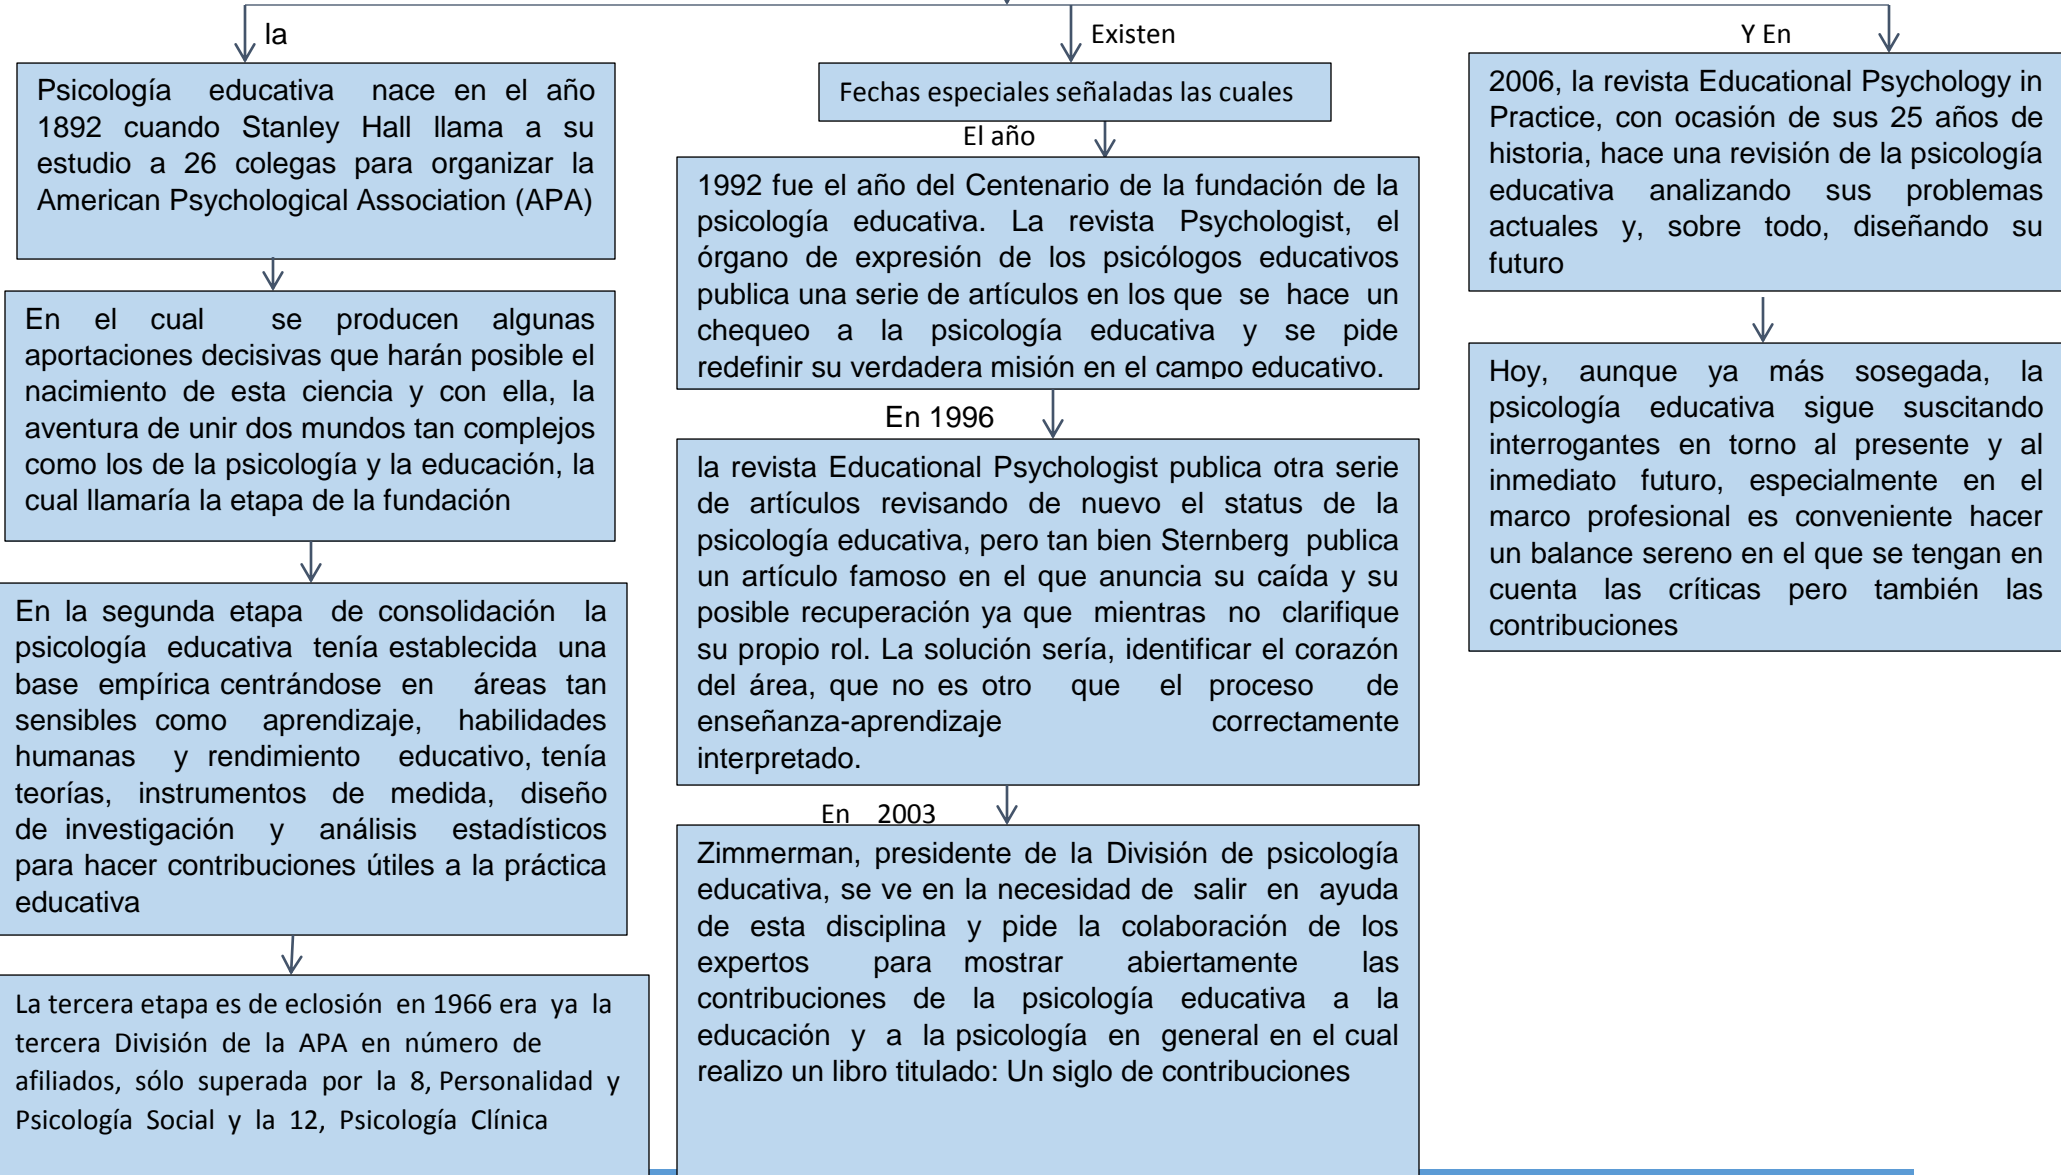 la
Psicología educativa nace en el año
1892 cuando Stanley Hall llama a su
estudio a 26 colegas para organizar la
American Psychological Association (APA)
En el cual se producen algunas
aportaciones decisivas que harán posible el
nacimiento de esta ciencia y con ella, la
aventura de unir dos mundos tan complejos
como los de la psicología y la educación, la
cual llamaría la etapa de la fundación
En la segunda etapa de consolidación la
psicología educativa tenía establecida una
base empírica centrándose en áreas tan
sensibles como aprendizaje, habilidades
humanas y rendimiento educativo, tenía
teorías, instrumentos de medida, diseño
de investigación y análisis estadísticos
para hacer contribuciones útiles a la práctica
educativa
La tercera etapa es de eclosión en 1966 era ya la
tercera División de la APA en número de
afiliados, sólo superada por la 8, Personalidad y
Psicología Social y la 12, Psicología Clínica
Existen
Fechas especiales señaladas las cuales
El año
1992 fue el año del Centenario de la fundación de la
psicología educativa. La revista Psychologist, el
órgano de expresión de los psicólogos educativos
publica una serie de artículos en los que se hace un
chequeo a la psicología educativa y se pide
redefinir su verdadera misión en el campo educativo.
En 1996
la revista Educational Psychologist publica otra serie
de artículos revisando de nuevo el status de la
psicología educativa, pero tan bien Sternberg publica
un artículo famoso en el que anuncia su caída y su
posible recuperación ya que mientras no clarifique
su propio rol. La solución sería, identificar el corazón
del área, que no es otro que el proceso de
enseñanza-aprendizaje correctamente
interpretado.
En 2003
Zimmerman, presidente de la División de psicología
educativa, se ve en la necesidad de salir en ayuda
de esta disciplina y pide la colaboración de los
expertos para mostrar abiertamente las
contribuciones de la psicología educativa a la
educación y a la psicología en general en el cual
realizo un libro titulado: Un siglo de contribuciones
Y En
2006, la revista Educational Psychology in
Practice, con ocasión de sus 25 años de
historia, hace una revisión de la psicología
educativa analizando sus problemas
actuales y, sobre todo, diseñando su
futuro
Hoy, aunque ya más sosegada, la
psicología educativa sigue suscitando
interrogantes en torno al presente y al
inmediato futuro, especialmente en el
marco profesional es conveniente hacer
un balance sereno en el que se tengan en
cuenta las críticas pero también las
contribuciones